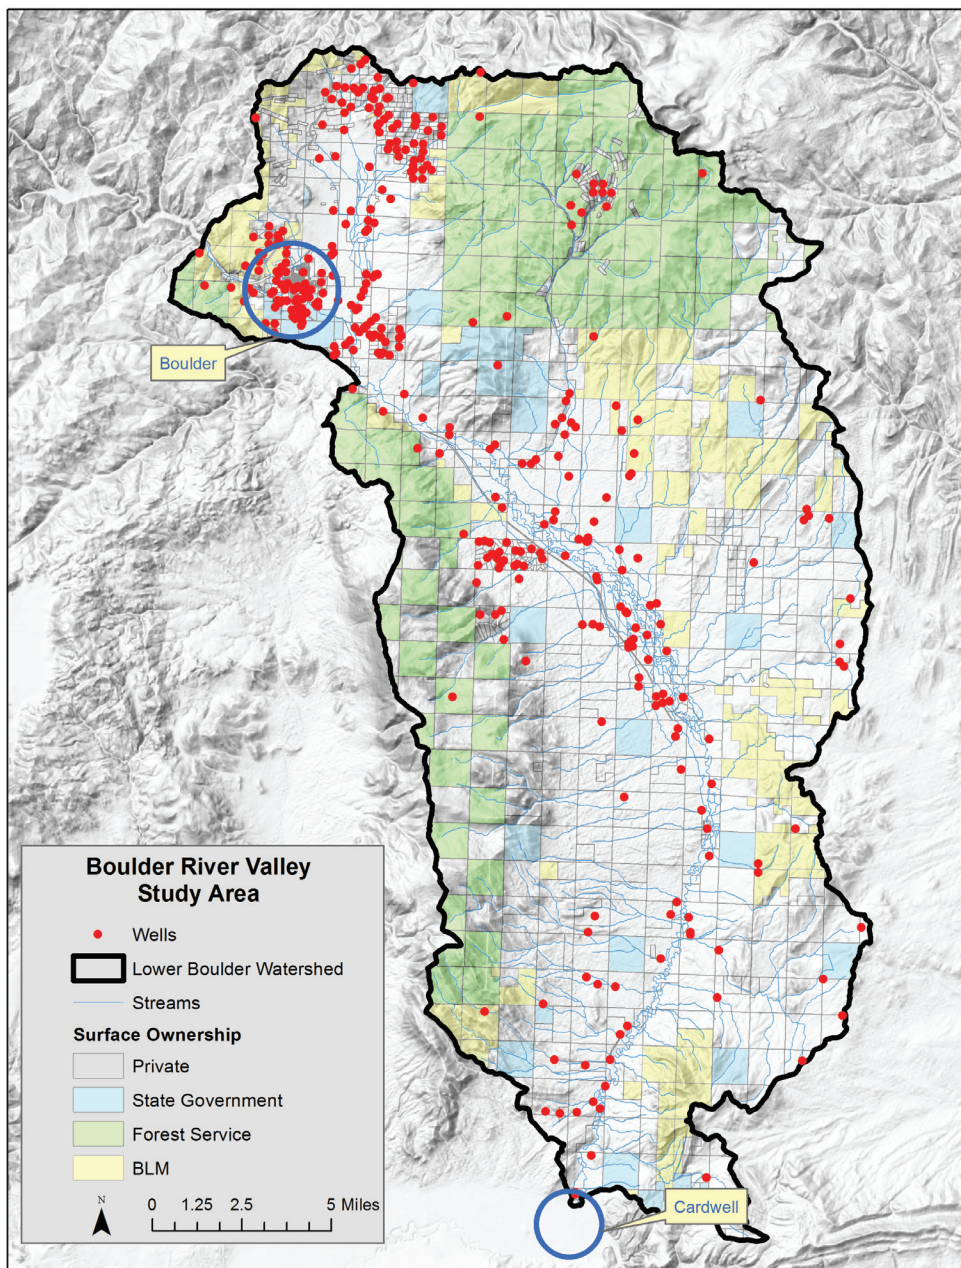 Boulder
Boulder River Valley
Study Area
Wells
Lower Boulder Watershed
Streams
Surface Ownership
Private
State Government
Forest Service
BLM
N
0 1.25 2.5 5 Miles
Cardwell